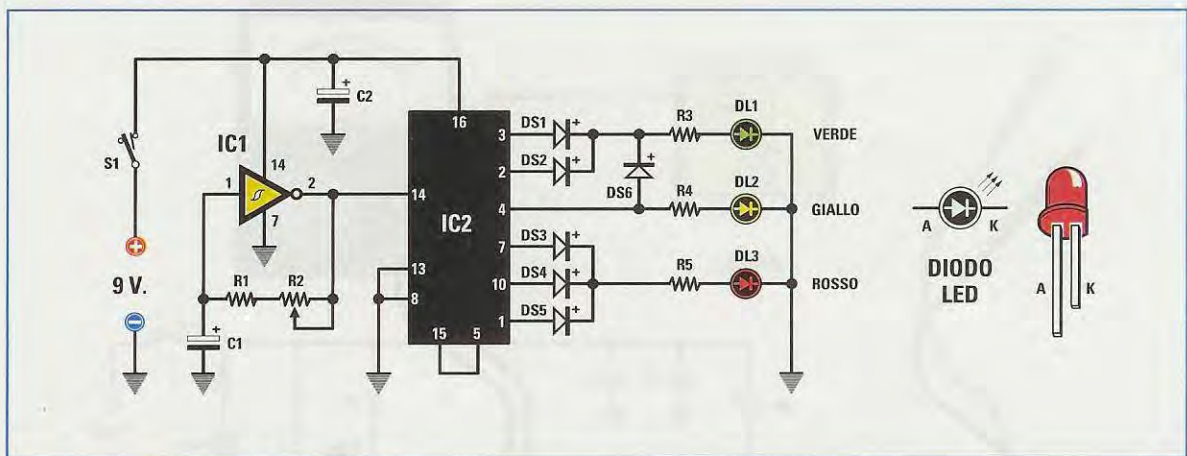 S1
9 V.
IC1
14
1
2
7
R1
R2
C1
C2
16
14
IC2
13
8
15
5
3
2
4
7
10
1
DS1
DS2
DS6
DS3
DS4
DS5
R3
R4
R5
DL1
DL2
DL3
VERDE
GIALLO
ROSSO
A
K
DIODO
LED
A
K